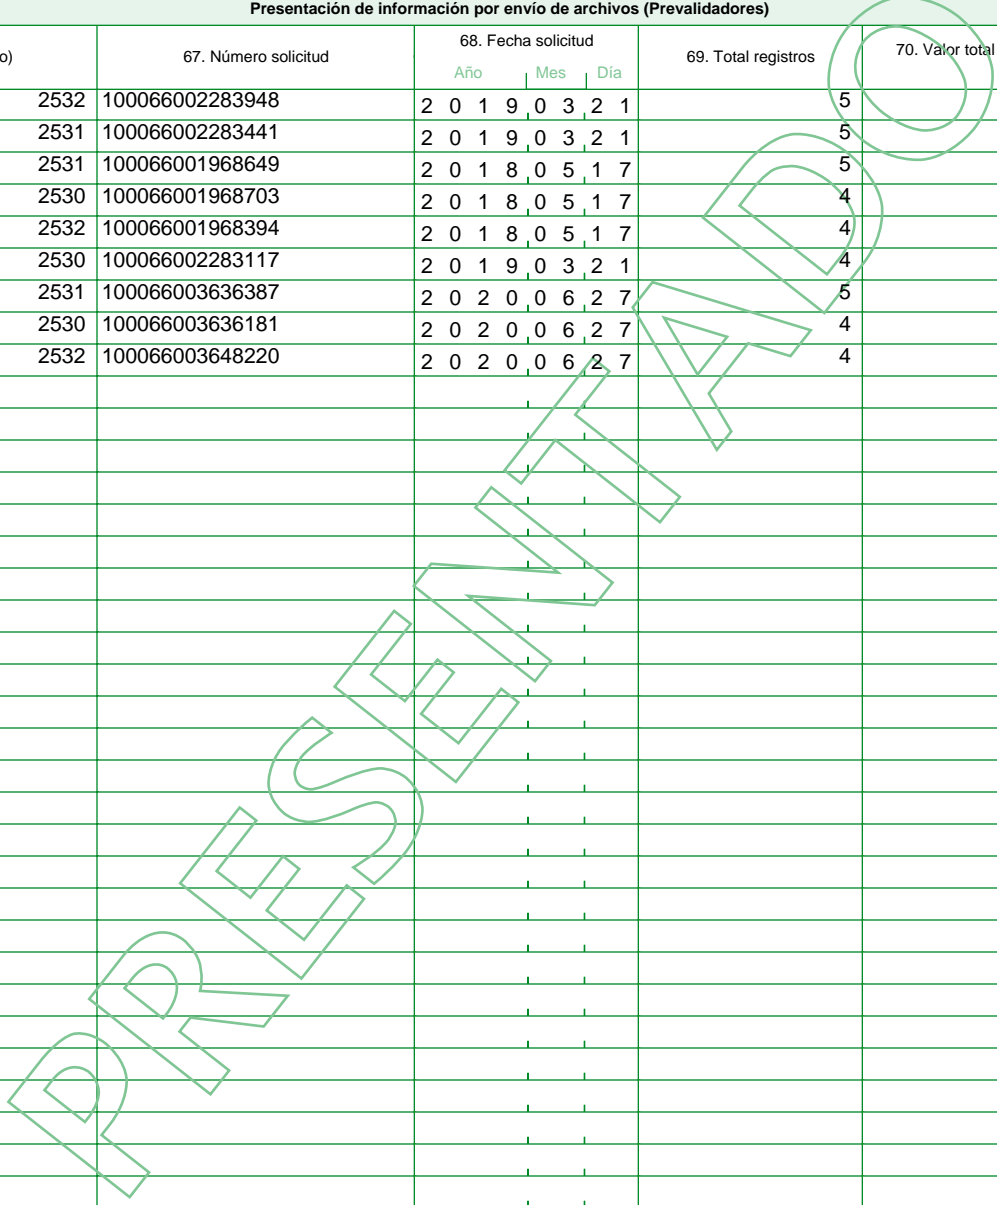 Presentación de información por envío de archivos (Prevalidadores)
o) 67. Número solicitud 68. Fecha solicitud 69. Total registros 70. Valor total
Año Mes Día
2532 100066002283948 2 0 1 9 0 3 2 1 5
2531 100066002283441 2 0 1 9 0 3 2 1 5
2531 100066001968649 2 0 1 8 0 5 1 7 5
2530 100066001968703 2 0 1 8 0 5 1 7 4
2532 100066001968394 2 0 1 8 0 5 1 7 4
2530 100066002283117 2 0 1 9 0 3 2 1 4
2531 100066003636387 2 0 2 0 0 6 2 7 5
2530 100066003636181 2 0 2 0 0 6 2 7 4
2532 100066003648220 2 0 2 0 0 6 2 7 4
PRESENTADO